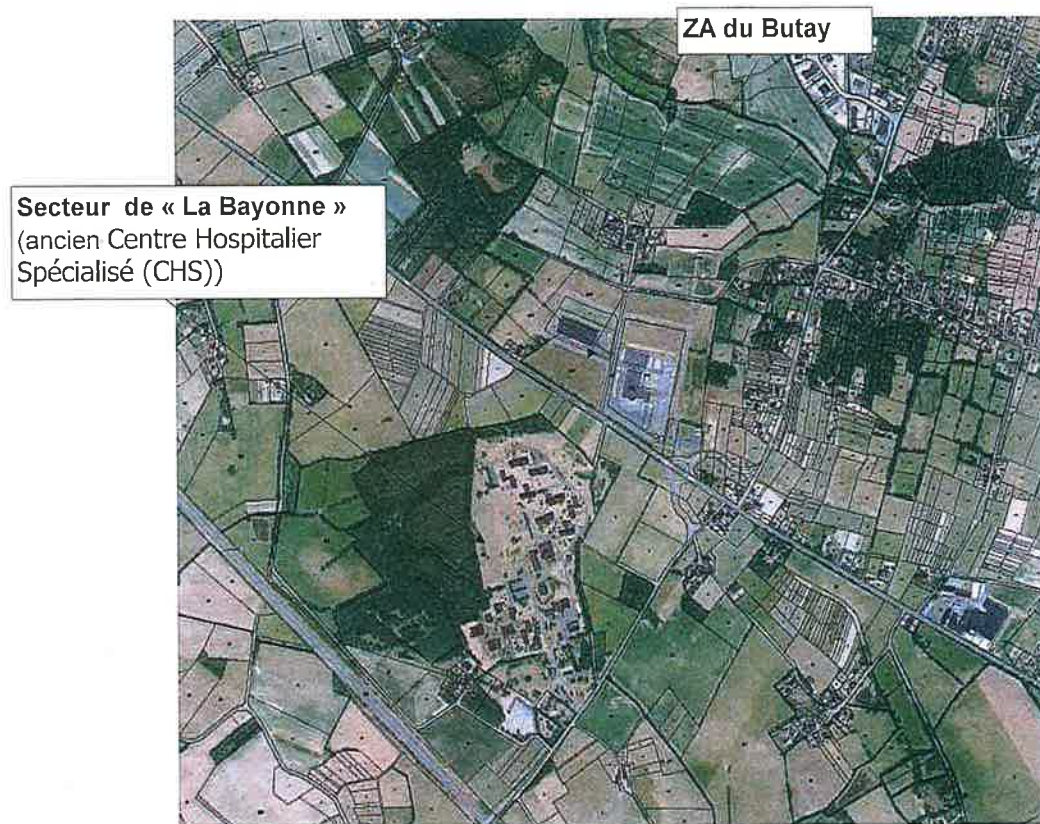 ZA du Butay
Secteur de « La Bayonne »
(ancien Centre Hospitalier
Spécialisé (CHS))